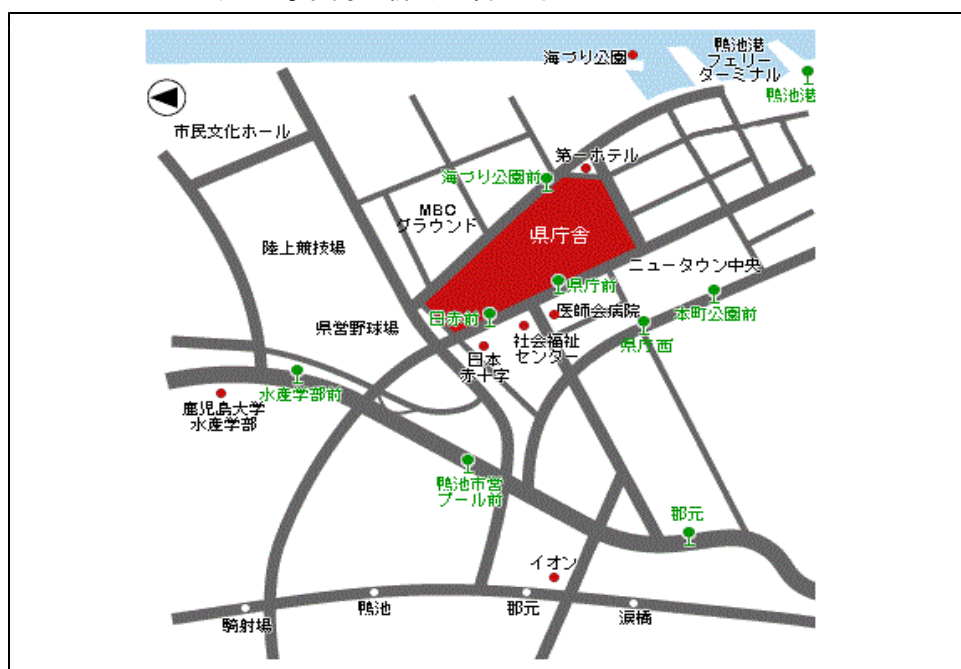 海づり公園
鴨池港
フェリー
ターミナル
鴨池港
市民文化ホール
第一ホテル
海づり公園前
MBC
グラウンド
県庁舎
陸上競技場
ニュータウン中央
県庁前
医師会病院
本町公園前
日赤前
県営野球場
社会福祉
センター
県庁西
日本
赤十字
水産学部前
鹿児島大学
水産学部
鴨池市営
プール前
郡元
イオン
騎射場
鴨池
郡元
涙橋